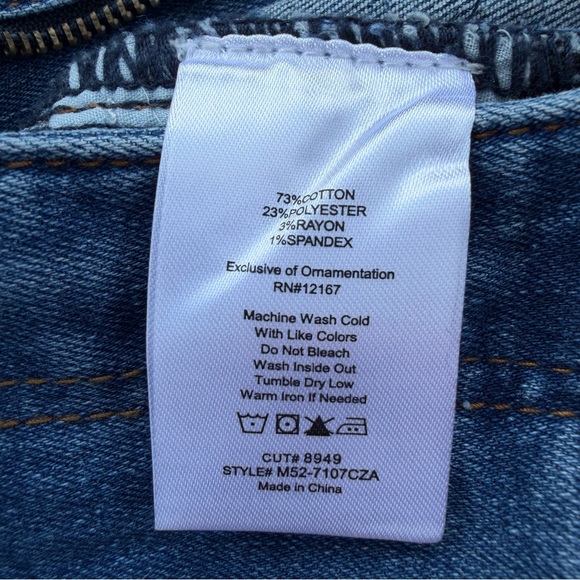 73%COTTON
23%POLYESTER
3%RAYON
1%SPANDEX
Exclusive of Ornamentation
RN#12167
Machine Wash Cold
With Like Colors
Do Not Bleach
Wash Inside Out
Tumble Dry Low
Warm Iron If Needed
CUT# 8949
STYLE# M52-7107CZA
Made in China